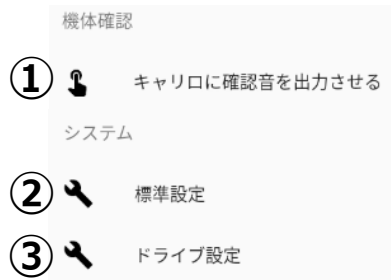 機体確認
① キャリロに確認音を出力させる
システム
② 標準設定
③ ドライブ設定